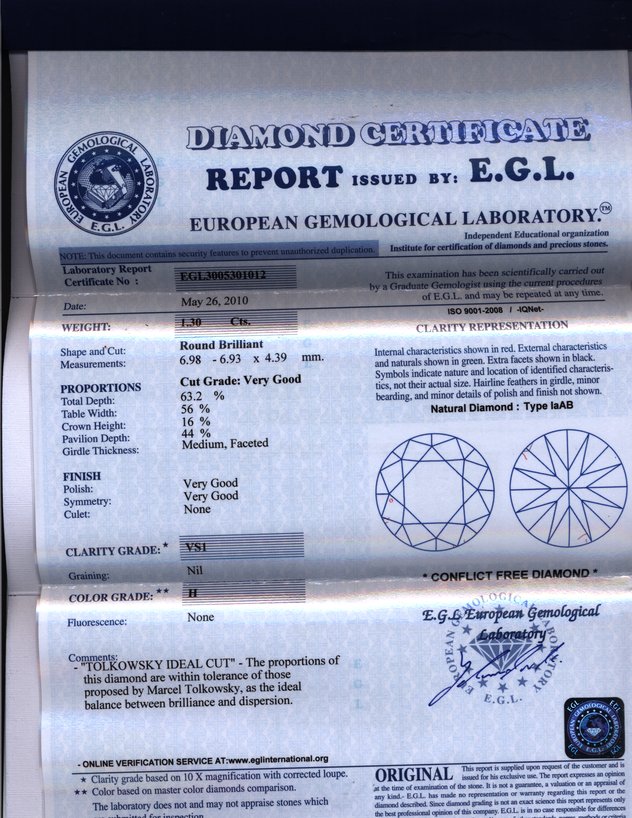 DIAMOND CERTIFICATE
REPORT ISSUED BY: E.G.L.
EUROPEAN GEMOLOGICAL LABORATORY.™
EUROPEAN GEMOLOGICAL LABORATORY
E.G.L.
Independent Educational organization
Institute for certification of diamonds and precious stones.
NOTE: This document contains security features to prevent unauthorized duplication.
Laboratory Report
Certificate No : EGL3005301012
Date: May 26, 2010
WEIGHT: 1.30 Cts.
Shape and Cut: Round Brilliant
Measurements: 6.98 - 6.93 x 4.39 mm.
PROPORTIONS Cut Grade: Very Good
Total Depth: 63.2 %
Table Width: 56 %
Crown Height: 16 %
Pavilion Depth: 44 %
Girdle Thickness: Medium, Faceted
FINISH
Polish: Very Good
Symmetry: Very Good
Culet: None
CLARITY GRADE: * VS1
Graining: Nil
COLOR GRADE: ** H
Fluorescence: None
Comments:
- "TOLKOWSKY IDEAL CUT" - The proportions of
this diamond are within tolerance of those
proposed by Marcel Tolkowsky, as the ideal
balance between brilliance and dispersion.
- ONLINE VERIFICATION SERVICE AT:www.eglinternational.org
* Clarity grade based on 10 X magnification with corrected loupe.
** Color based on master color diamonds comparison.
The laboratory does not and may not appraise stones which
This examination has been scientifically carried out
by a Graduate Gemologist using the current procedures
of E.G.L. and may be repeated at any time.
ISO 9001-2008 / -IQNet-
CLARITY REPRESENTATION
Internal characteristics shown in red. External characteristics
and naturals shown in green. Extra facets shown in black.
Symbols indicate nature and location of identified characteris-
tics, not their actual size. Hairline feathers in girdle, minor
bearding, and minor details of polish and finish not shown.
Natural Diamond : Type IaAB
* CONFLICT FREE DIAMOND *
E.G.L European Gemological
Laboratory
EUROPEAN GEMOLOGICAL LABORATORY
E.G.L.
EGL
ORIGINAL This report is supplied upon request of the customer and is
issued for his exclusive use. The report expresses an opinion
at the time of examination of the stone. It is not a guarantee, a valuation or an appraisal of
any kind.- E.G.L. has made no representation or warranty regarding this report or the
diamond described. Since diamond grading is not an exact science this report represents only
the best professional opinion of this company. E.G.L. is in no case responsible for differences